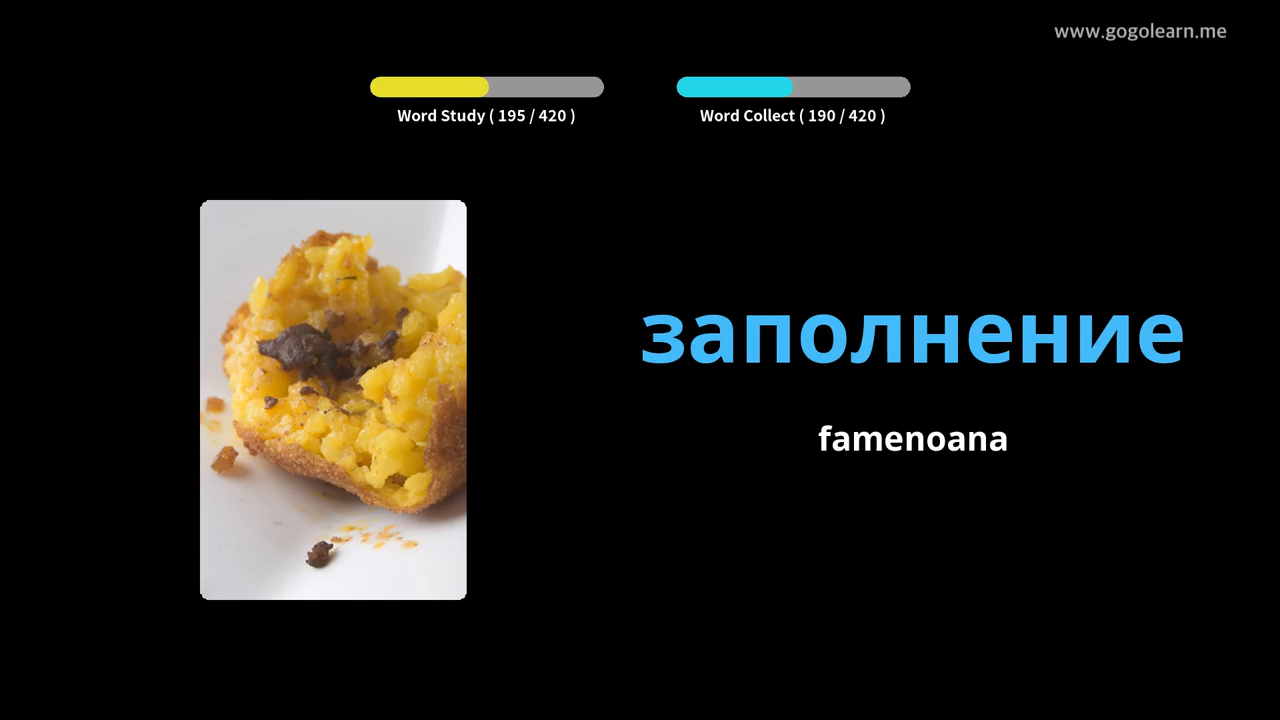 www.gogolearn.me
Word Study ( 195 / 420 )
Word Collect ( 190 / 420 )
заполнение
famenoana